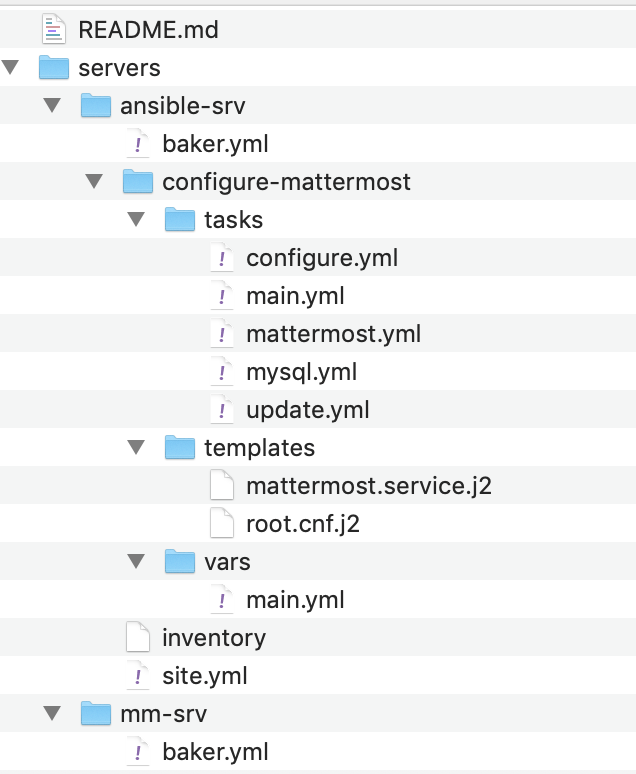 README.md
servers
ansible-srv
baker.yml
configure-mattermost
tasks
configure.yml
main.yml
mattermost.yml
mysql.yml
update.yml
templates
mattermost.service.j2
root.cnf.j2
vars
main.yml
inventory
site.yml
mm-srv
baker.yml